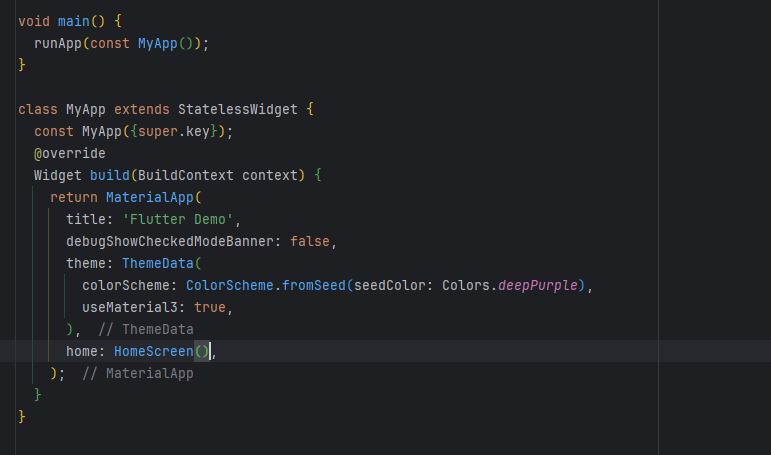 void main() {
  runApp(const MyApp());
}

class MyApp extends StatelessWidget {
  const MyApp({super.key});
  @override
  Widget build(BuildContext context) {
    return MaterialApp(
      title: 'Flutter Demo',
      debugShowCheckedModeBanner: false,
      theme: ThemeData(
        colorScheme: ColorScheme.fromSeed(seedColor: Colors.deepPurple),
        useMaterial3: true,
      ),  // ThemeData
      home: HomeScreen(),
    );  // MaterialApp
  }
}